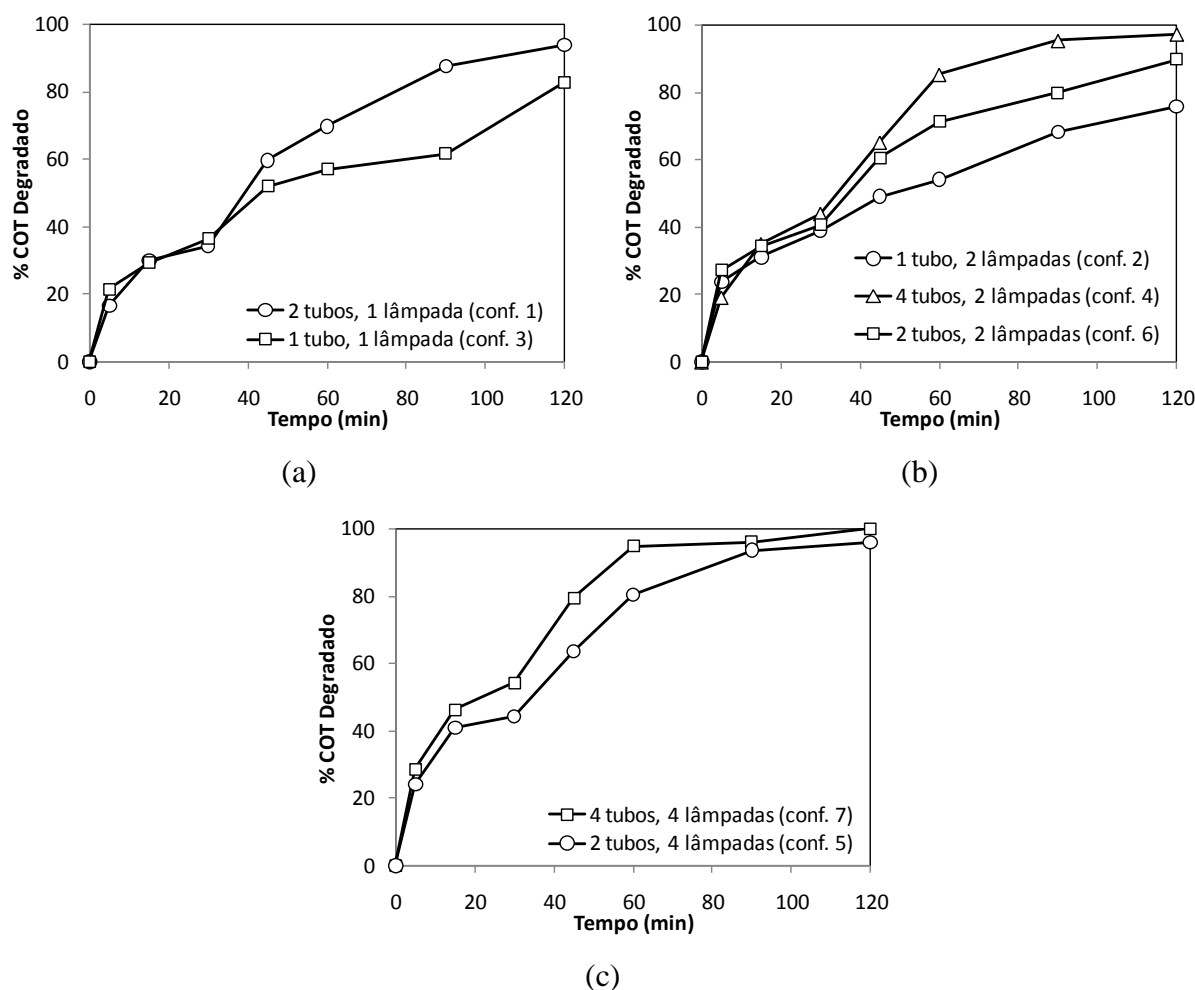 100
80
60
40
20
0
% COT Degradado
2 tubos, 1 lâmpada (conf. 1)
1 tubo, 1 lâmpada (conf. 3)
0 20 40 60 80 100 120
Tempo (min)
(a)
100
80
60
40
20
0
% COT Degradado
1 tubo, 2 lâmpadas (conf. 2)
4 tubos, 2 lâmpadas (conf. 4)
2 tubos, 2 lâmpadas (conf. 6)
0 20 40 60 80 100 120
Tempo (min)
(b)
100
80
60
40
20
0
% COT Degradado
4 tubos, 4 lâmpadas (conf. 7)
2 tubos, 4 lâmpadas (conf. 5)
0 20 40 60 80 100 120
Tempo (min)
(c)